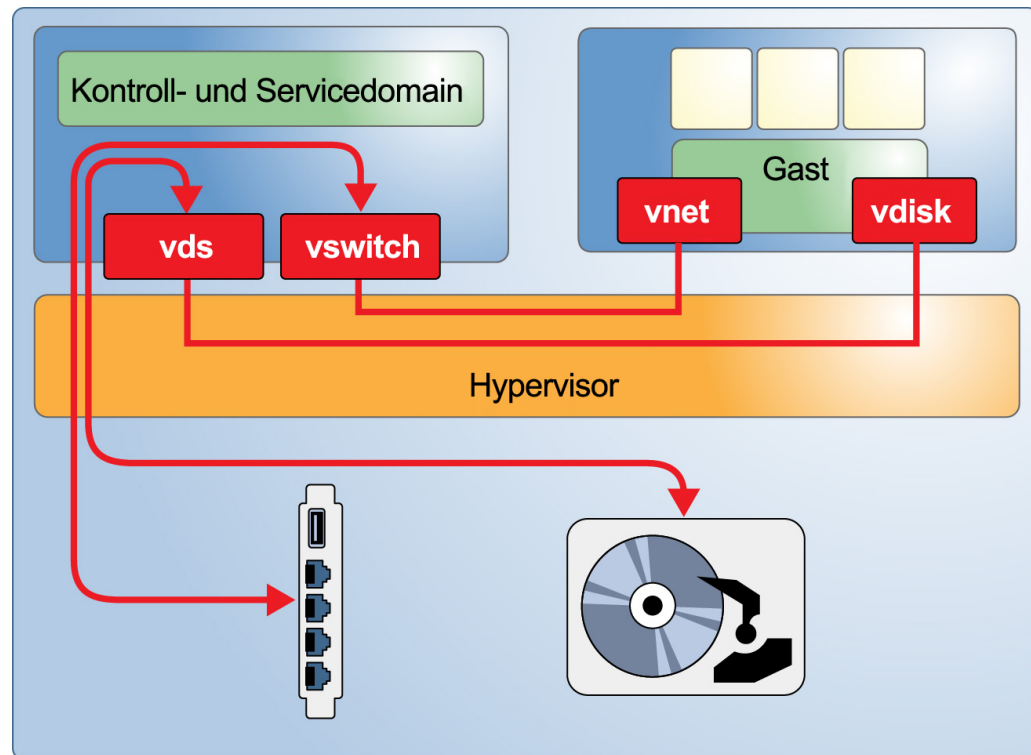 Kontroll- und Servicedomain
Gast
vnet
vdisk
vds
vswitch
Hypervisor